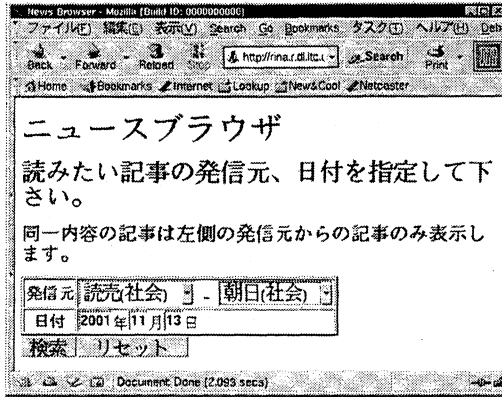 News Browser - Mozilla {Build ID: 0000000000}
ファイル(F) 編集(E) 表示(V) Search Go Bookmarks タスク(T) ヘルプ(H) Deb
Back Forward Reload Stop http://rina.r.dl.itc.u Search Print
Home Bookmarks Internet Lookup New&Cool Netcaster
ニュースブラウザ
読みたい記事の発信元、日付を指定して下
さい。
同一内容の記事は左側の発信元からの記事のみ表示し
ます。
発信元 読売(社会) - 朝日(社会)
日付 2001 年 11 月 13 日
検索 リセット
Document: Done (2.093 secs)